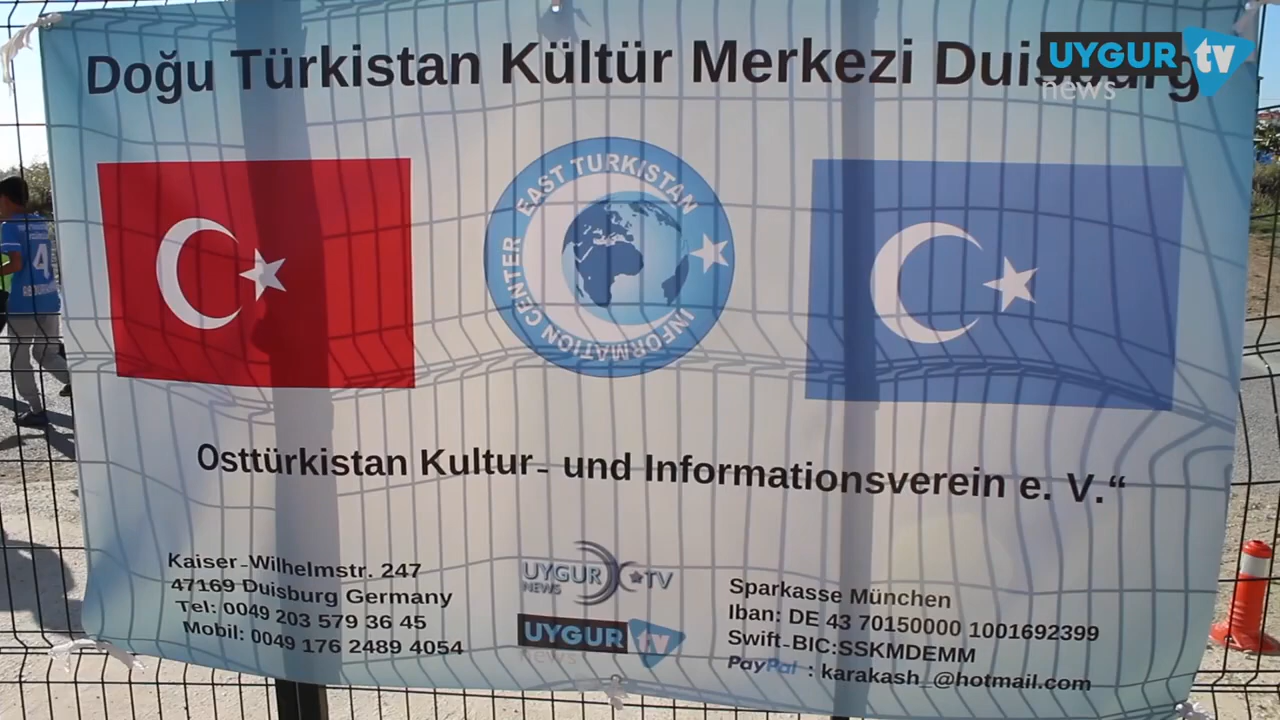 Doğu Türkistan Kültür Merkezi Duisburg
UYGUR tv
news
EAST TURKISTAN
INFORMATION CENTER
4
Osttürkistan Kultur- und Informationsverein e. V.“
Kaiser-Wilhelmstr. 247
47169 Duisburg Germany
Tel: 0049 203 579 36 45
Mobil: 0049 176 2489 4054
UYGUR TV
NEWS
UYGUR tv
news
Sparkasse München
Iban: DE 43 70150000 1001692399
Swift-BIC:SSKMDEMM
PayPal : karakash_@hotmail.com